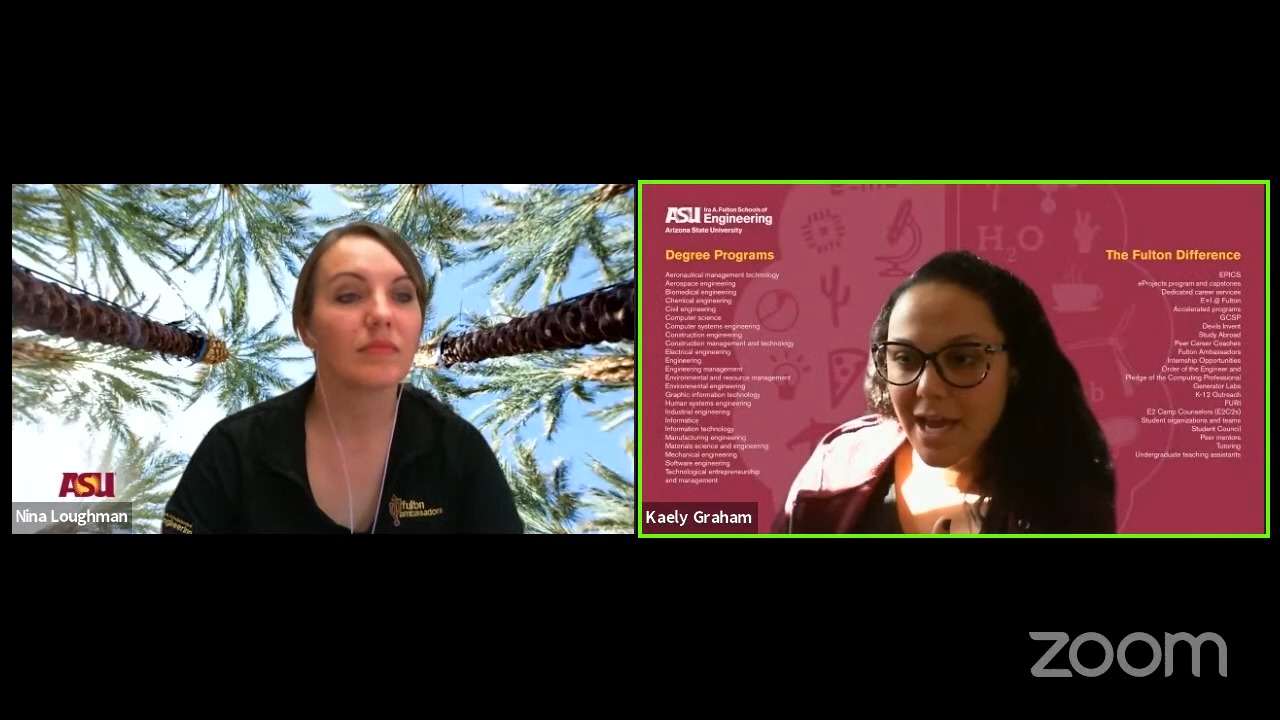 ASU
Nina Loughman
fulton
ambassadors
ASU Ira A. Fulton Schools of
Engineering
Arizona State University
Degree Programs
Aeronautical management technology
Aerospace engineering
Biomedical engineering
Chemical engineering
Civil engineering
Computer science
Computer systems engineering
Construction engineering
Construction management and technology
Electrical engineering
Engineering
Engineering management
Environmental and resource management
Environmental engineering
Graphic information technology
Human systems engineering
Industrial engineering
Informatics
Information technology
Manufacturing engineering
Materials science and engineering
Mechanical engineering
Software engineering
Technological entrepreneurship
and management
H2O
The Fulton Difference
EPICS
eProjects program and capstones
Dedicated career services
E+I @ Fulton
Accelerated programs
GCSP
Devils Invent
Study Abroad
Peer Career Coaches
Fulton Ambassadors
Internship Opportunities
Order of the Engineer and
Pledge of the Computing Professional
Generator Labs
K-12 Outreach
FURI
E2 Camp Counselors (E2C2s)
Student organizations and teams
Student Council
Peer mentors
Tutoring
Undergraduate teaching assistants
Kaely Graham
zoom